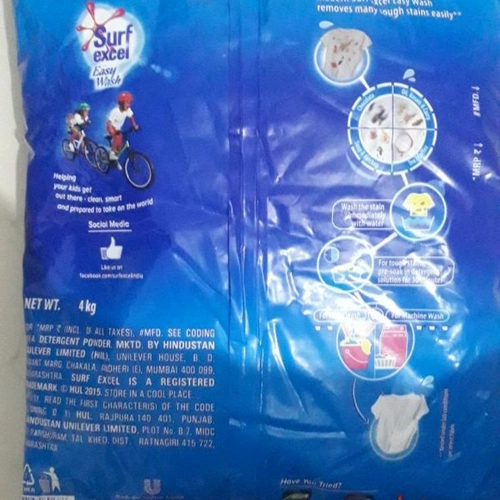 Surf
excel
Easy
Wash
Helping
your kids get
out there - clean, smart
and prepared to take on the world
Social Media
Like us on
facebook.com/surfexcelindia
NET WT. 4 kg
*MRP ₹ (INCL. OF ALL TAXES), #MFD. SEE CODING
A DETERGENT POWDER. MKTD. BY HINDUSTAN
UNILEVER LIMITED (HUL), UNILEVER HOUSE, B. D.
MARG CHAKALA, ANDHERI (E), MUMBAI 400 099,
SURF EXCEL IS A REGISTERED
© HUL 2015. STORE IN A COOL PLACE
READ THE FIRST CHARACTER(S) OF THE CODE
HUL, RAJPURA 140 401, PUNJAB.
HINDUSTAN UNILEVER LIMITED, PLOT No. B.7, MIDC
TAL. KHED, DIST. RATNAGIRI 415 722,
Easy Wash
removes many tough stains easily**
#MFD.
*MRP ₹
Wash the stain
immediately
with water
For tough stains
pre-soak in detergent
solution for
For Machine Wash
Have You Tried?